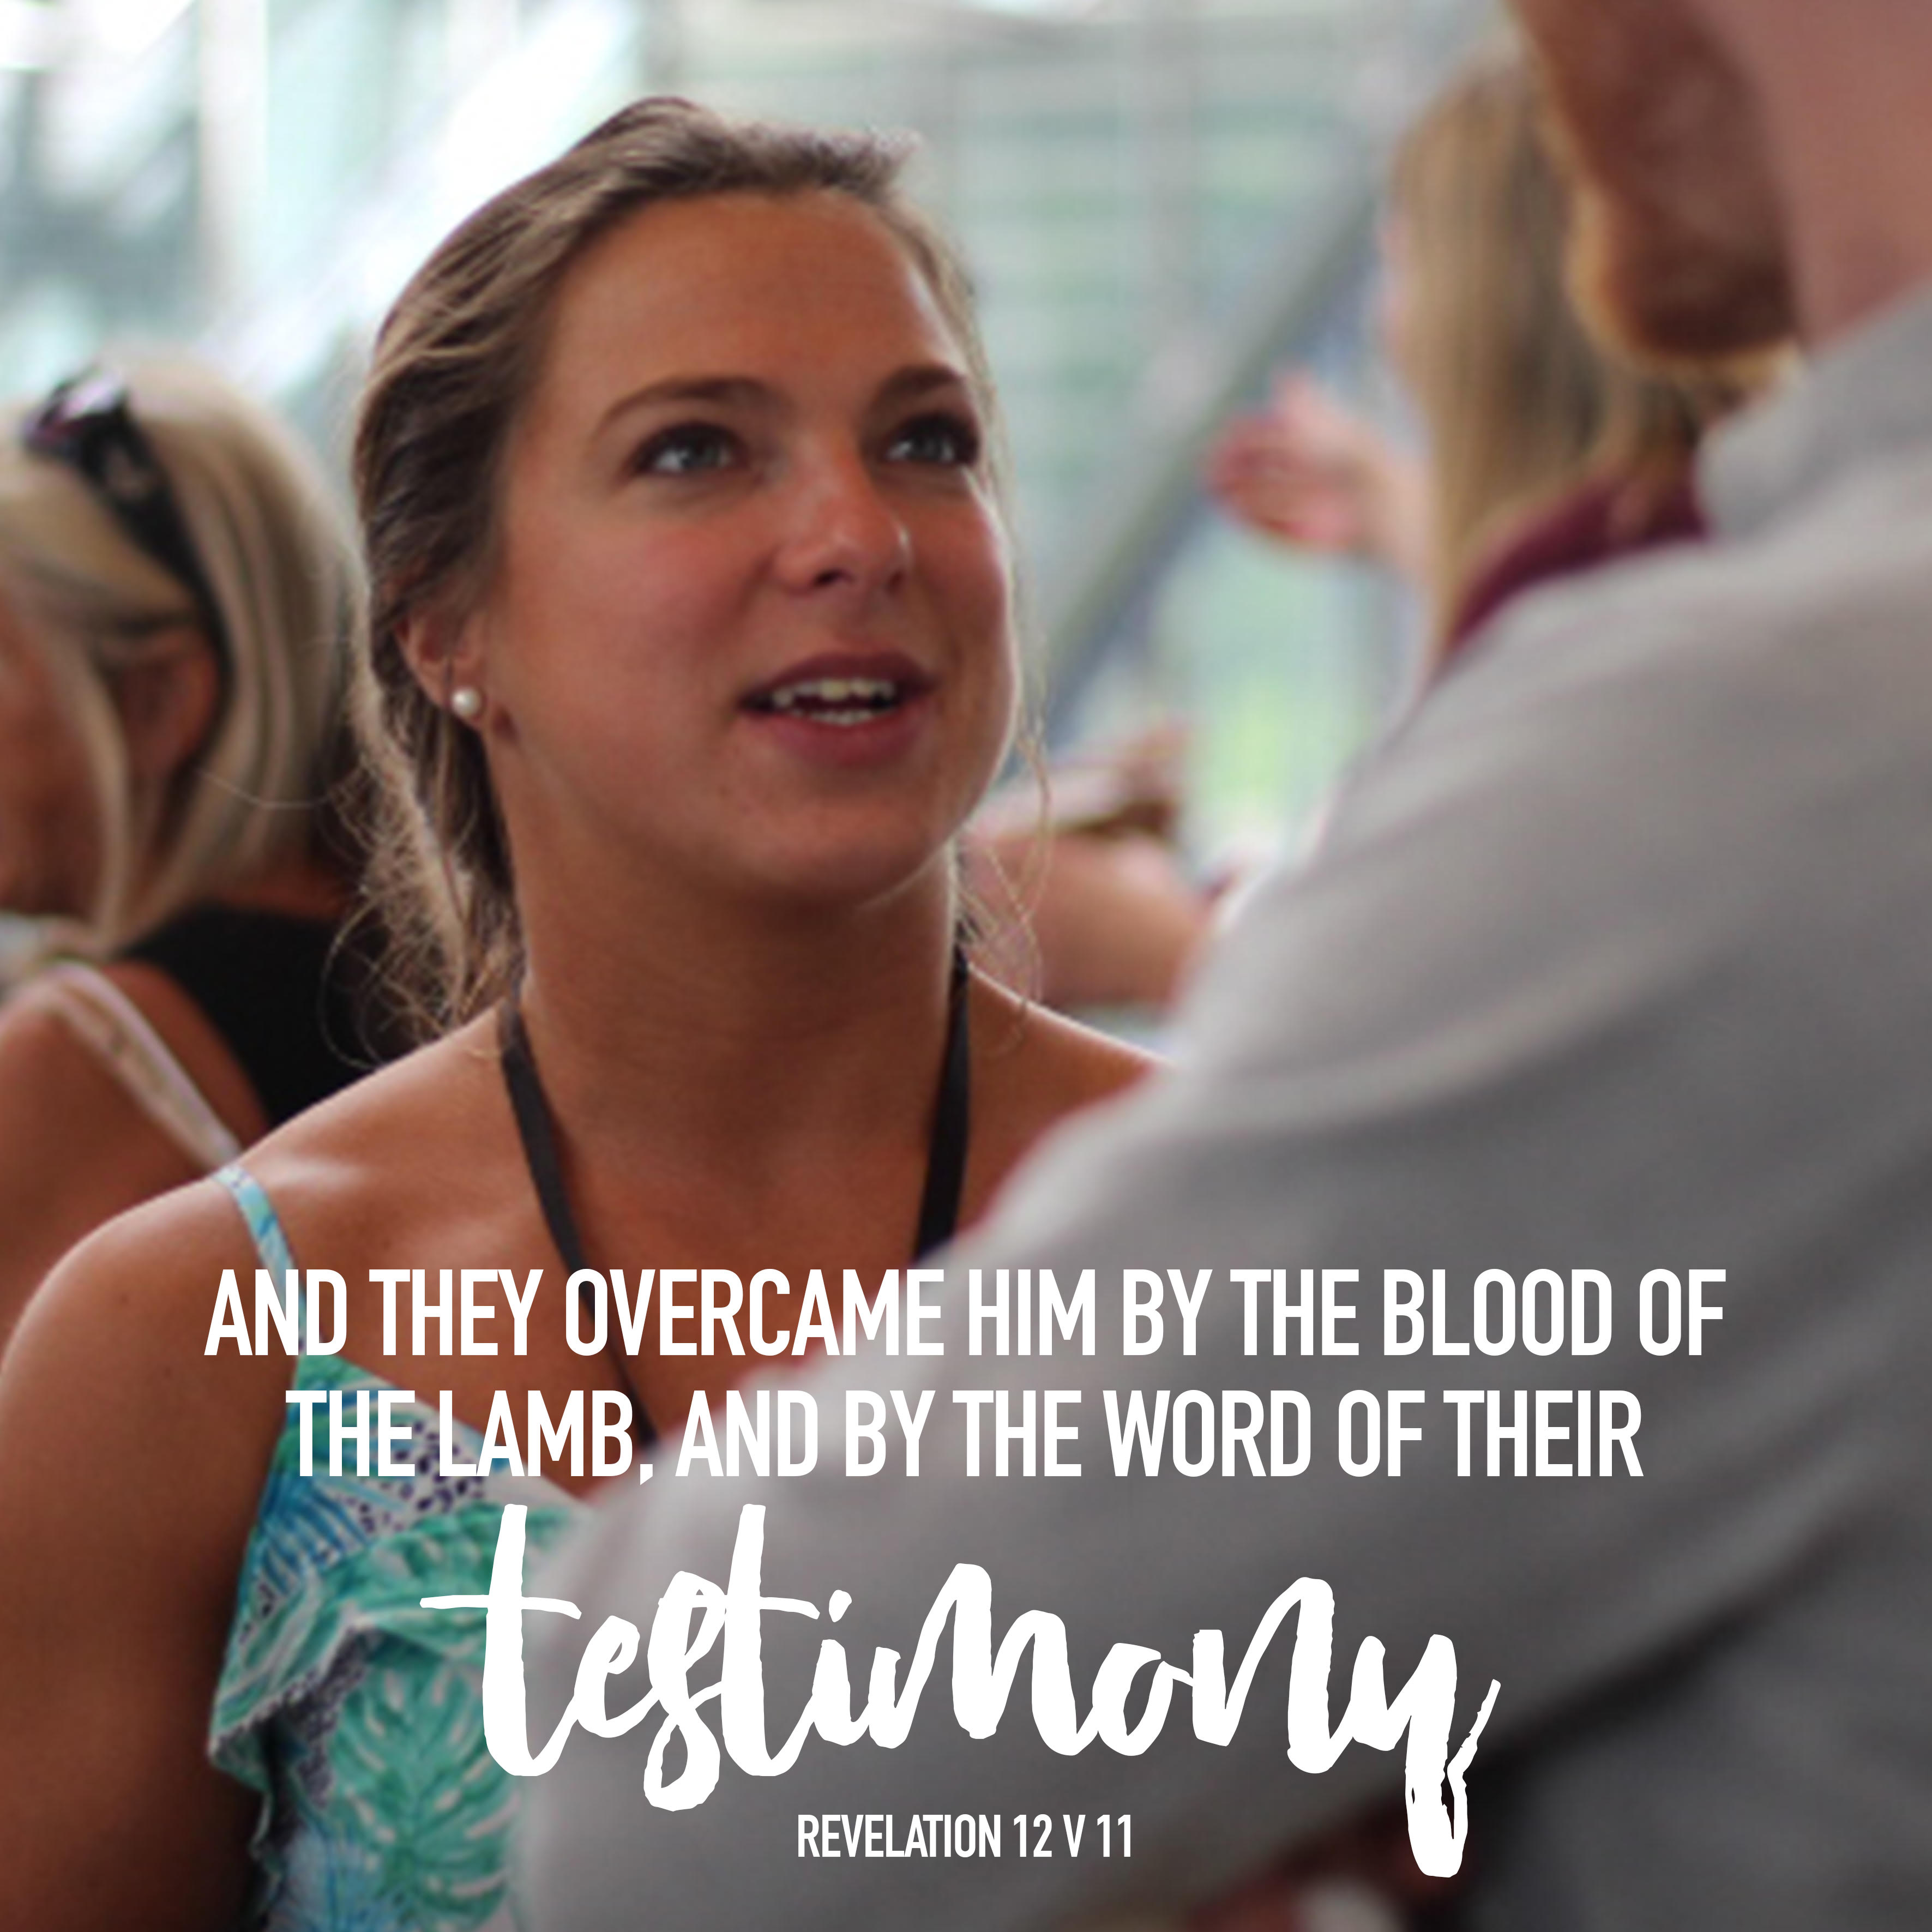 AND THEY OVERCAME HIM BY THE BLOOD OF
THE LAMB, AND BY THE WORD OF THEIR
testimony
REVELATION 12 V 11